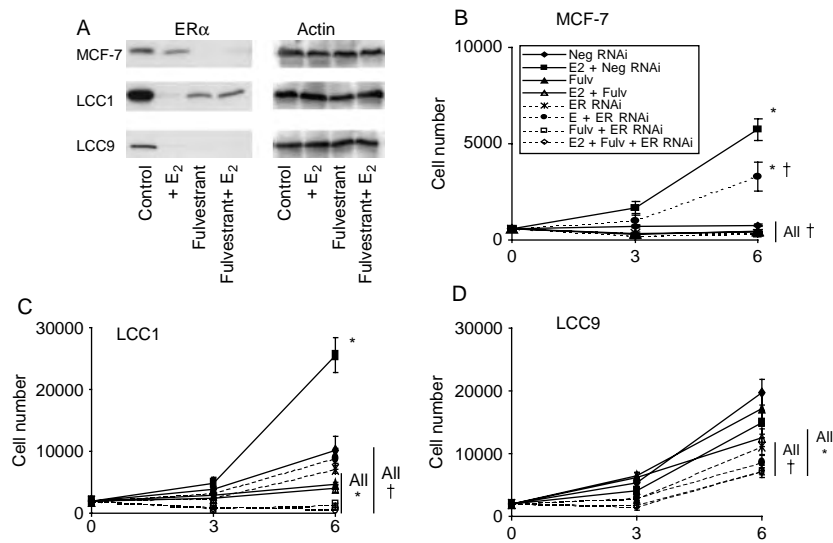 A
ERα
Actin
MCF-7
LCC1
LCC9
Control
+ E2
Fulvestrant
Fulvestrant+ E2
Control
+ E2
Fulvestrant
Fulvestrant+ E2
B
MCF-7
10000
5000
0
Cell number
Neg RNAi
E2 + Neg RNAi
Fulv
E2 + Fulv
ER RNAi
E + ER RNAi
Fulv + ER RNAi
E2 + Fulv + ER RNAi
*
* †
All †
0 3 6
C
LCC1
30000
20000
10000
0
Cell number
*
All
*
All
†
0 3 6
D
LCC9
30000
20000
10000
0
Cell number
All
†
All
*
0 3 6